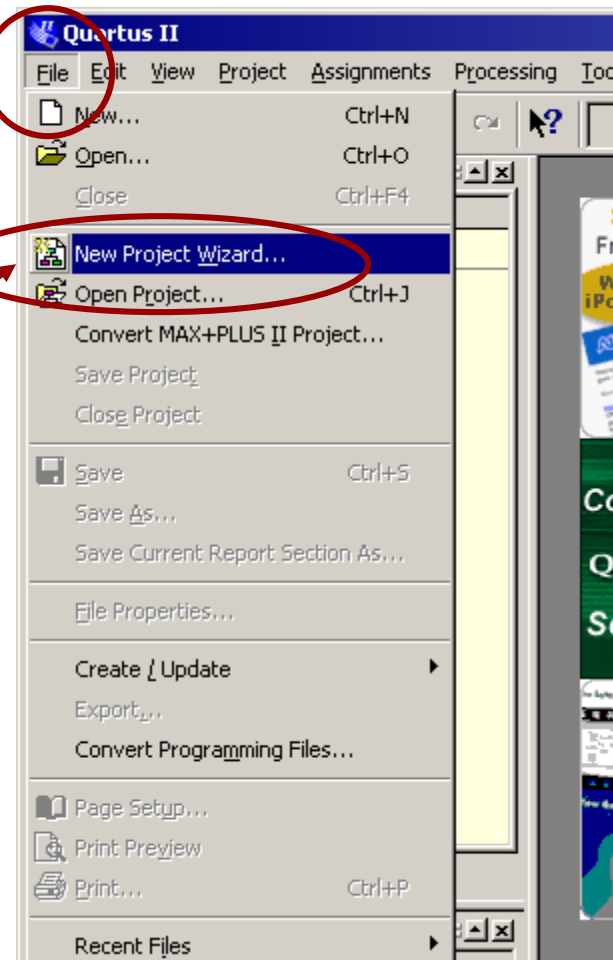 Quartus II
File Edit View Project Assignments Processing
New... Ctrl+N
Open... Ctrl+O
Close Ctrl+F4
New Project Wizard...
Open Project... Ctrl+J
Convert MAX+PLUS II Project...
Save Project
Close Project
Save Ctrl+S
Save As...
Save Current Report Section As...
File Properties...
Create / Update
Export...
Convert Programming Files...
Page Setup...
Print Preview
Print... Ctrl+P
Recent Files